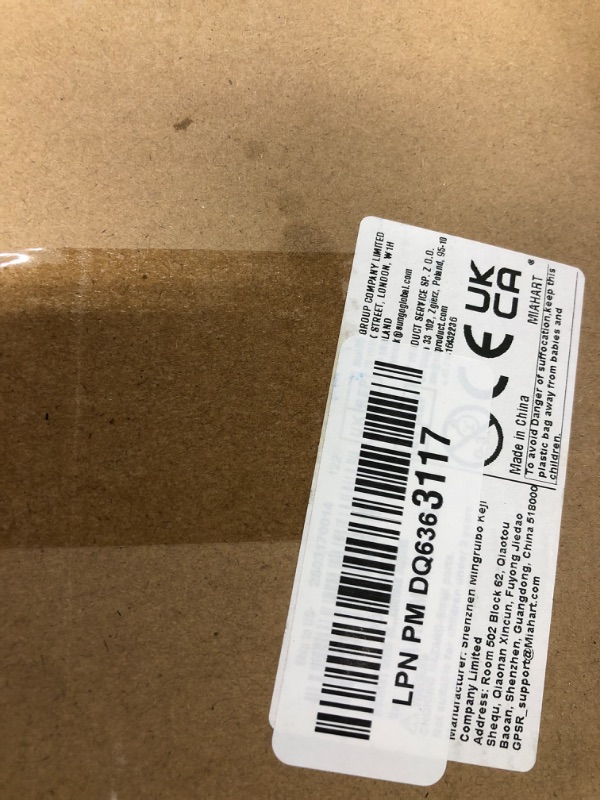 GROUP COMPANY LIMITED
STREET, LONDON, W1H
LAND
k@sungoglobal.com
DUCT SERVICE SP. Z O.O.
33 102, Zgierz, Poland, 95-10
product.com
16432236
CE
UK
CA
MIAHART
Made in China
To avoid Danger of suffocation,keep this
plastic bag away from babies and
children.
LPN PM DQ6363117
Manufacturer: Shenzhen Mingruibo Keji
Company Limited
Address: Room 502 Block 62, Qiaotou
Shequ, Qiaonan Xincun, Fuyong Jiedao
Baoan, Shenzhen, Guangdong, China 518000
GPSR_support@Miahart.com